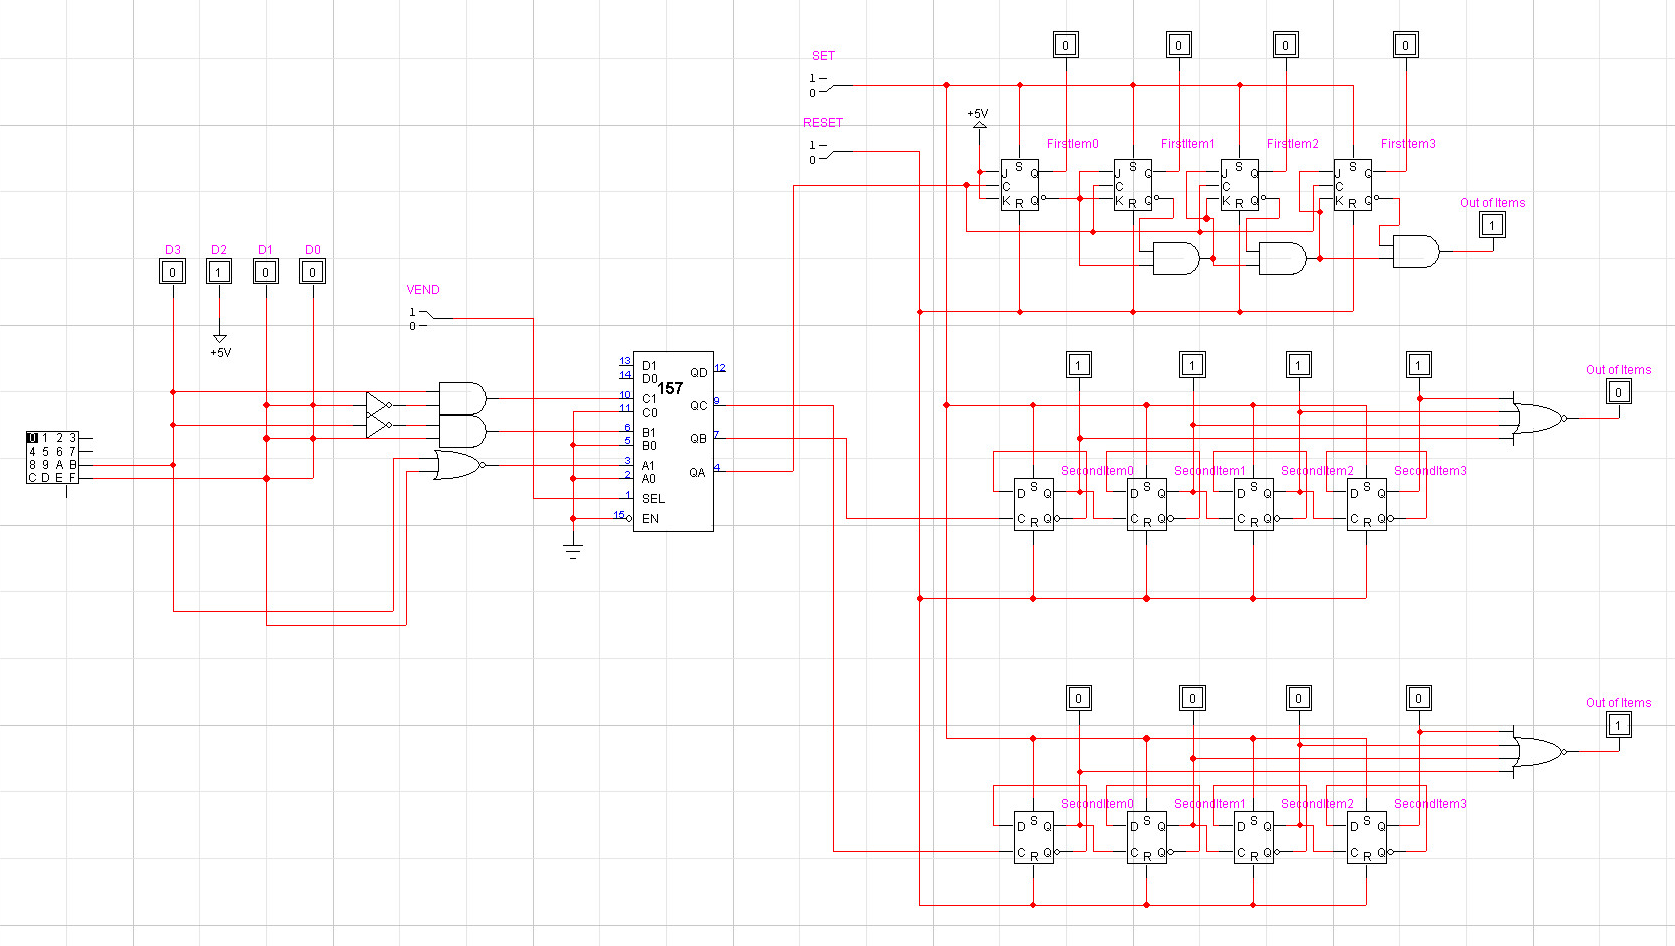 0 0 0 0
SET
1
0
+5V
RESET
1
0
FirstIem0 FirstItem1 FirstIem2 FirstItem3
S S S S
J Q J Q J Q J Q
C C C C
K R Q K R Q K R Q K R Q
Out of Items
1
D3 D2 D1 D0
0 1 0 0
VEND
1
0
+5V
13 D1
14 D0
157
QD 12
10 C1
11 C0
QC 9
6 B1
5 B0
QB 7
3 A1
2 A0
QA 4
1 SEL
15 EN
0 1 2 3
4 5 6 7
8 9 A B
C D E F
1 1 1 1
Out of Items
0
SecondItem0 SecondItem1 SecondItem2 SecondItem3
D S Q D S Q D S Q D S Q
C R Q C R Q C R Q C R Q
0 0 0 0
Out of Items
1
SecondItem0 SecondItem1 SecondItem2 SecondItem3
D S Q D S Q D S Q D S Q
C R Q C R Q C R Q C R Q